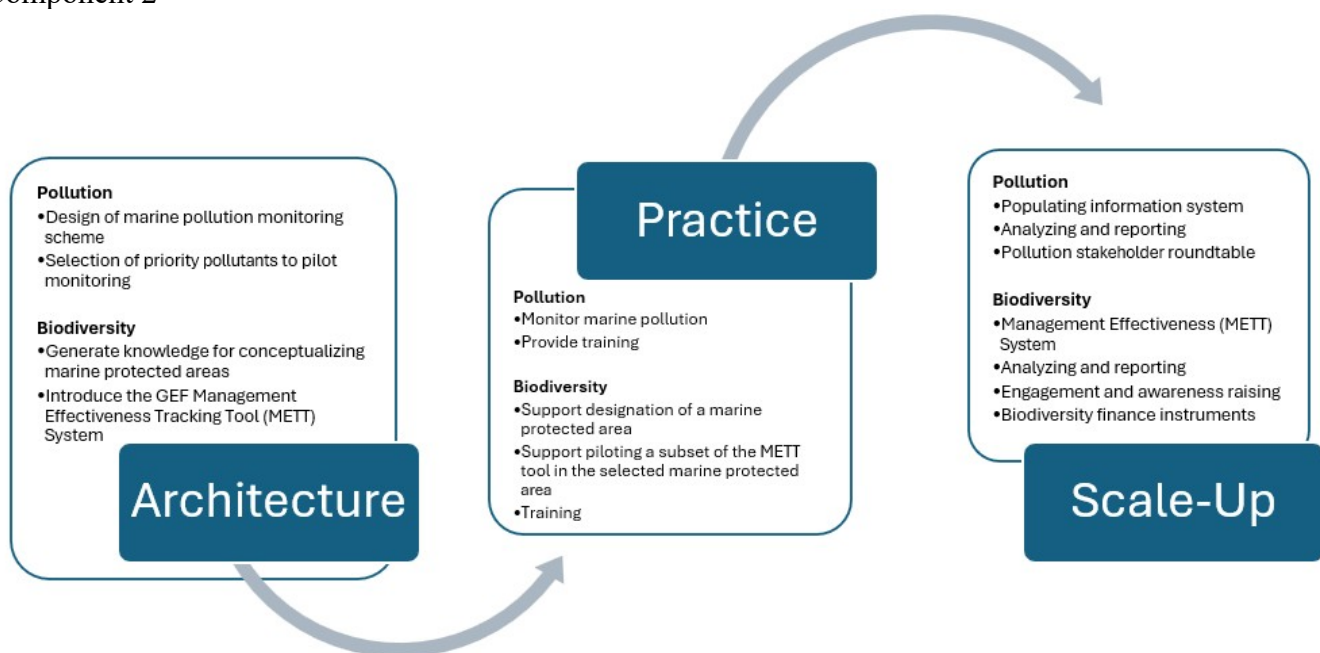 Component 2
Pollution
•Design of marine pollution monitoring
scheme
•Selection of priority pollutants to pilot
monitoring
Biodiversity
•Generate knowledge for conceptualizing
marine protected areas
•Introduce the GEF Management
Effectiveness Tracking Tool (METT)
System
Architecture
Practice
Pollution
•Monitor marine pollution
•Provide training
Biodiversity
•Support designation of a marine
protected area
•Support piloting a subset of the METT
tool in the selected marine protected
area
•Training
Pollution
•Populating information system
•Analyzing and reporting
•Pollution stakeholder roundtable
Biodiversity
•Management Effectiveness (METT)
System
•Analyzing and reporting
•Engagement and awareness raising
•Biodiversity finance instruments
Scale-Up